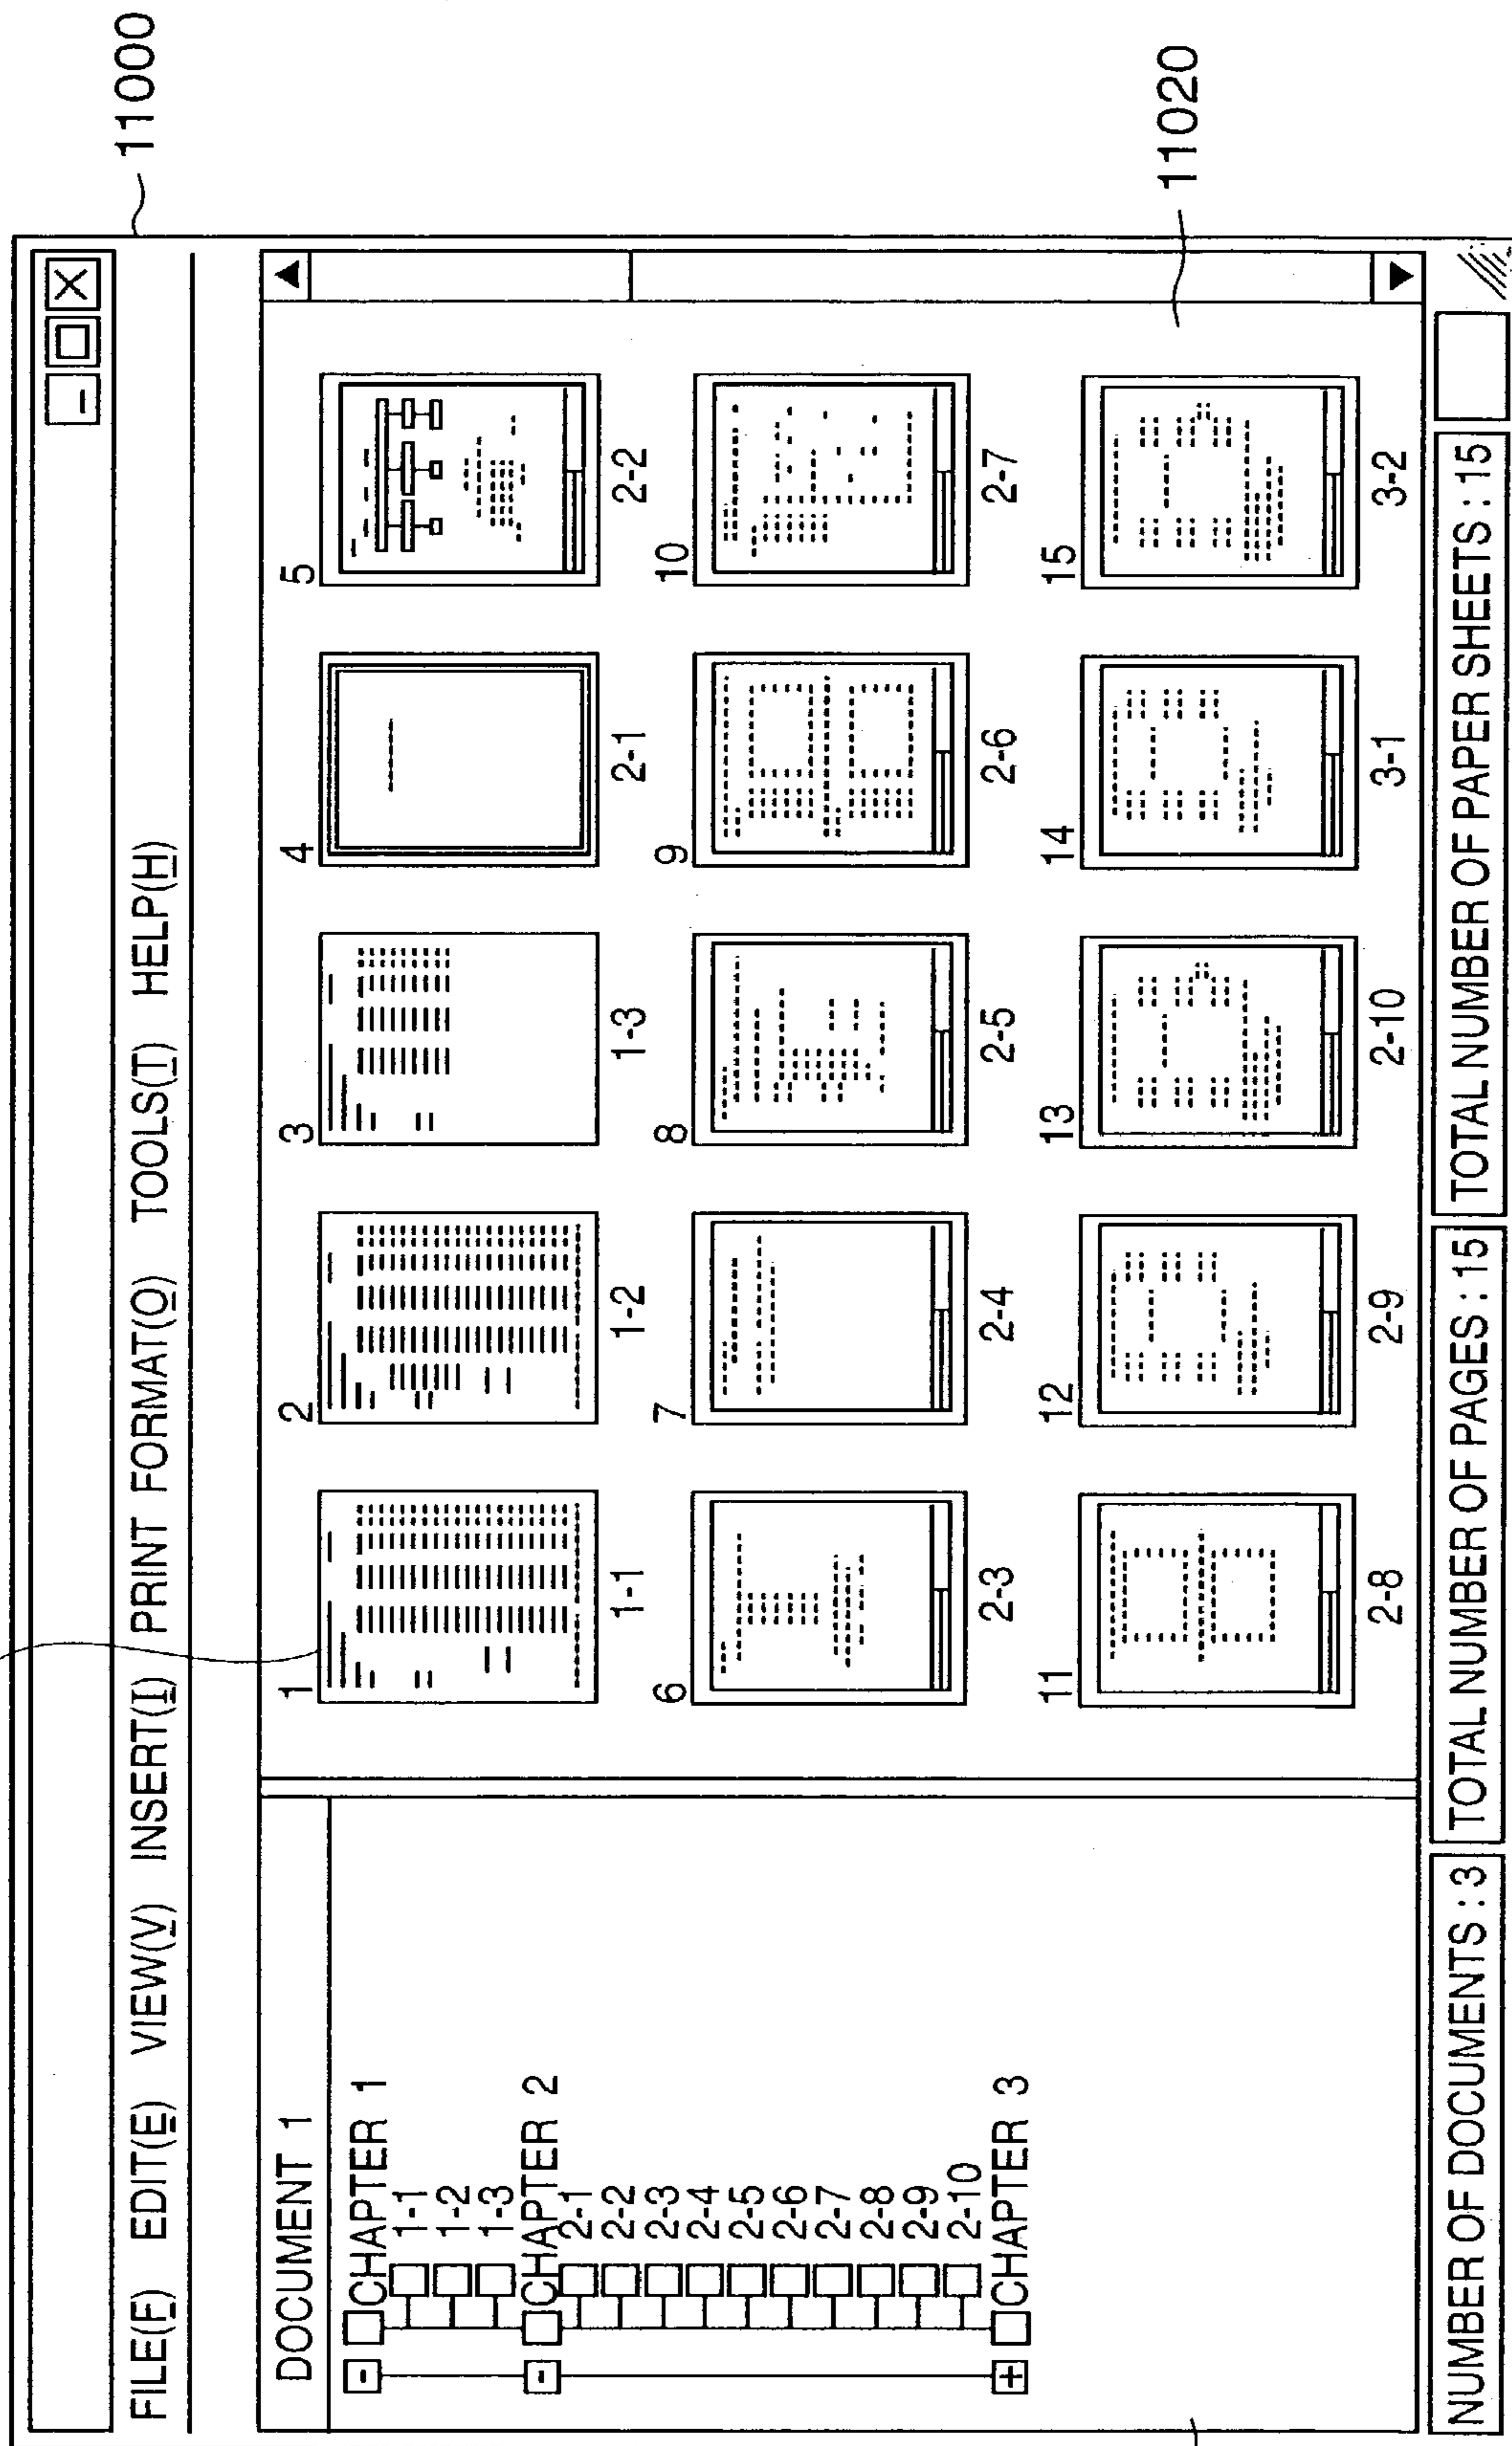 11000
FILE(F) EDIT(E) VIEW(V) INSERT(I) PRINT FORMAT(O) TOOLS(T) HELP(H)
DOCUMENT 1
CHAPTER 1
1-1
1-2
1-3
CHAPTER 2
2-1
2-2
2-3
2-4
2-5
2-6
2-7
2-8
2-9
2-10
CHAPTER 3
1 2 3 4 5
1-1 1-2 1-3 2-1 2-2
6 7 8 9 10
2-3 2-4 2-5 2-6 2-7
11 12 13 14 15
2-8 2-9 2-10 3-1 3-2
11020
NUMBER OF DOCUMENTS : 3 TOTAL NUMBER OF PAGES : 15 TOTAL NUMBER OF PAPER SHEETS : 15